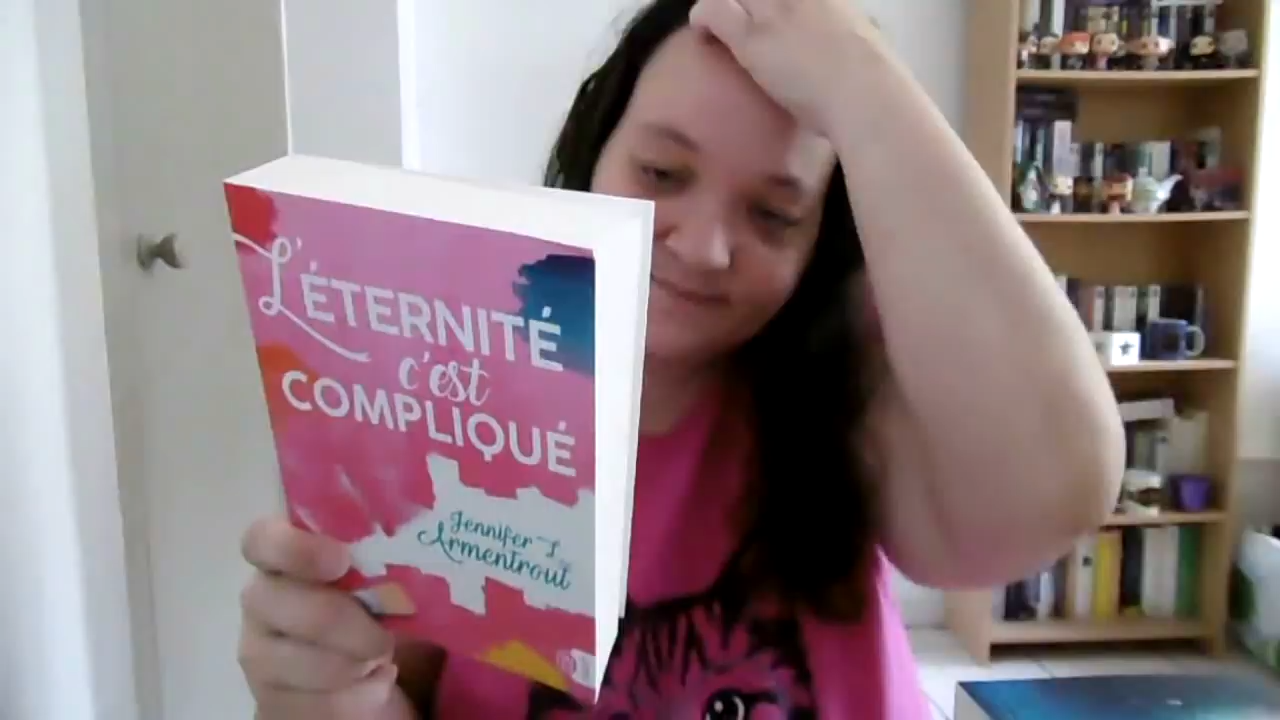 L'ÉTERNITÉ
c'est
COMPLIQUÉ
Jennifer L.
Armentrout